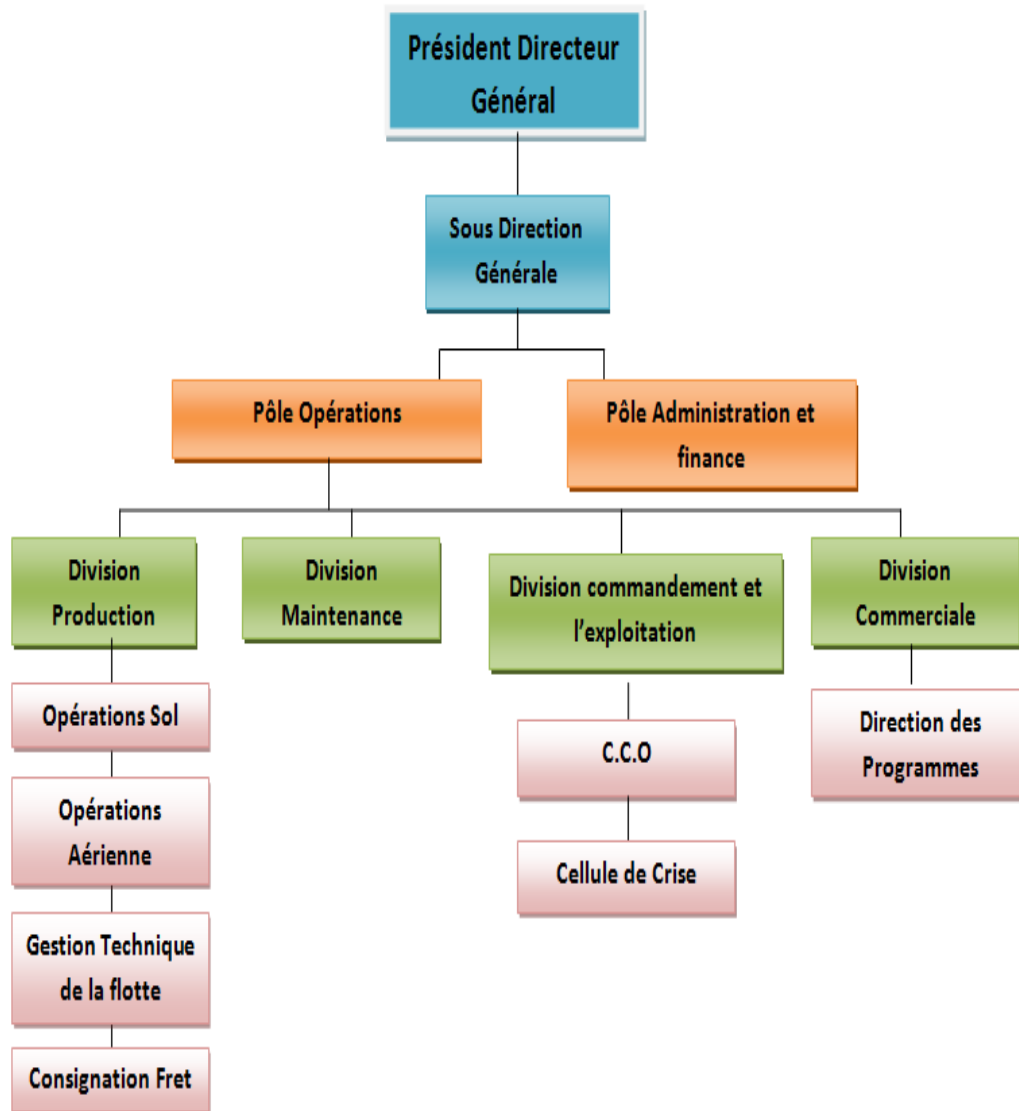 Président Directeur
Général
Sous Direction
Générale
Pôle Opérations
Pôle Administration et
finance
Division
Production
Division
Maintenance
Division commandement et
l'exploitation
Division
Commerciale
Opérations Sol
Opérations
Aérienne
Gestion Technique
de la flotte
Consignation Fret
C.C.O
Cellule de Crise
Direction des
Programmes